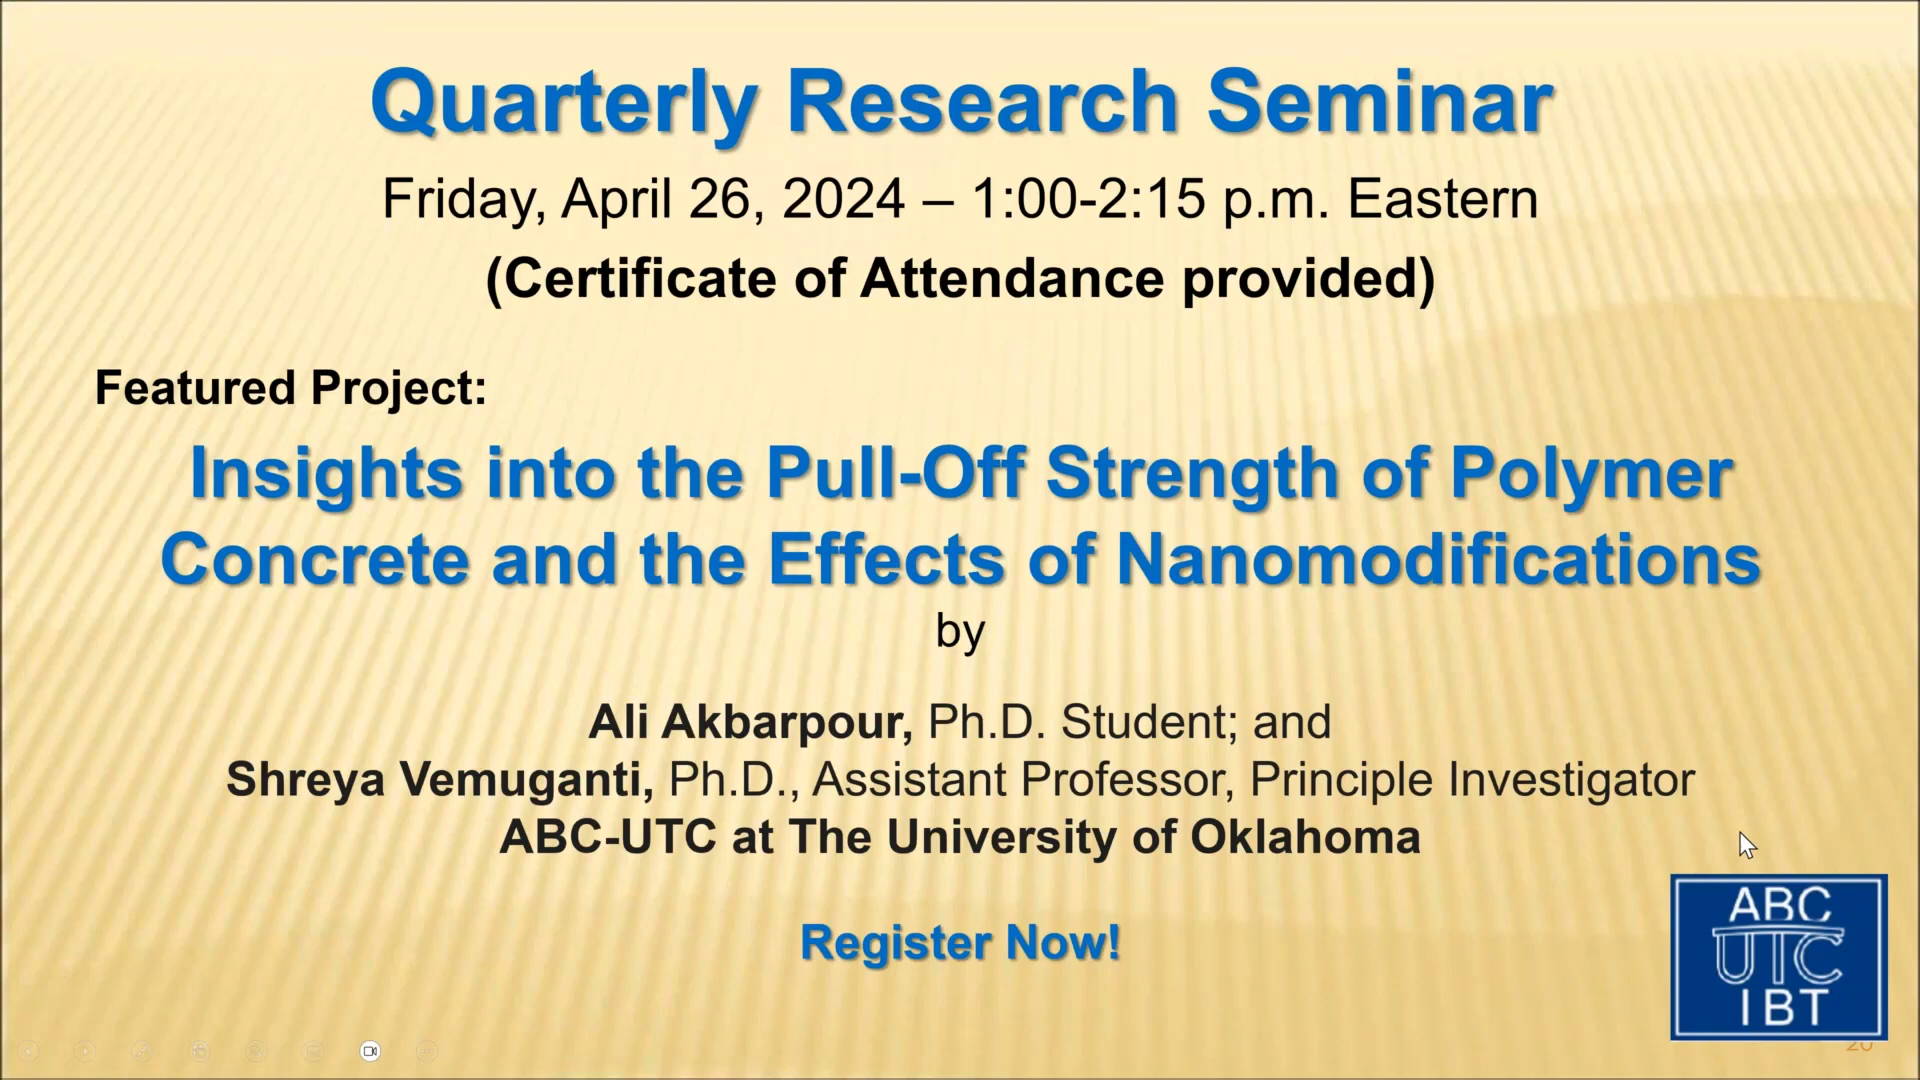 Quarterly Research Seminar
Friday, April 26, 2024 – 1:00-2:15 p.m. Eastern
(Certificate of Attendance provided)
Featured Project:
Insights into the Pull-Off Strength of Polymer
Concrete and the Effects of Nanomodifications
by
Ali Akbarpour, Ph.D. Student; and
Shreya Vemuganti, Ph.D., Assistant Professor, Principle Investigator
ABC-UTC at The University of Oklahoma
Register Now!
ABC
UTC
IBT
20